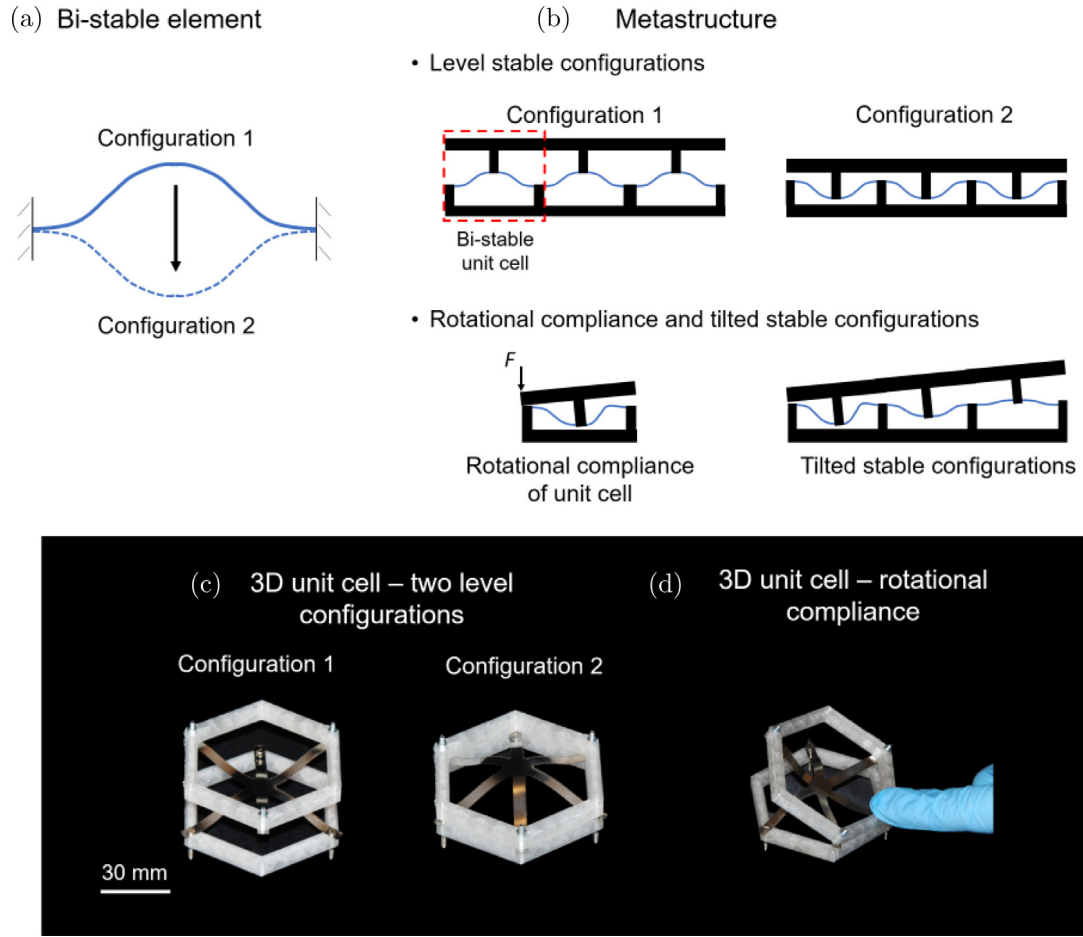 (a) Bi-stable element
(b) Metastructure
• Level stable configurations
Configuration 1
Configuration 1
Configuration 2
Bi-stable
unit cell
Configuration 2
• Rotational compliance and tilted stable configurations
F
Rotational compliance
of unit cell
Tilted stable configurations
(c) 3D unit cell – two level
configurations
(d) 3D unit cell – rotational
compliance
Configuration 1
Configuration 2
30 mm